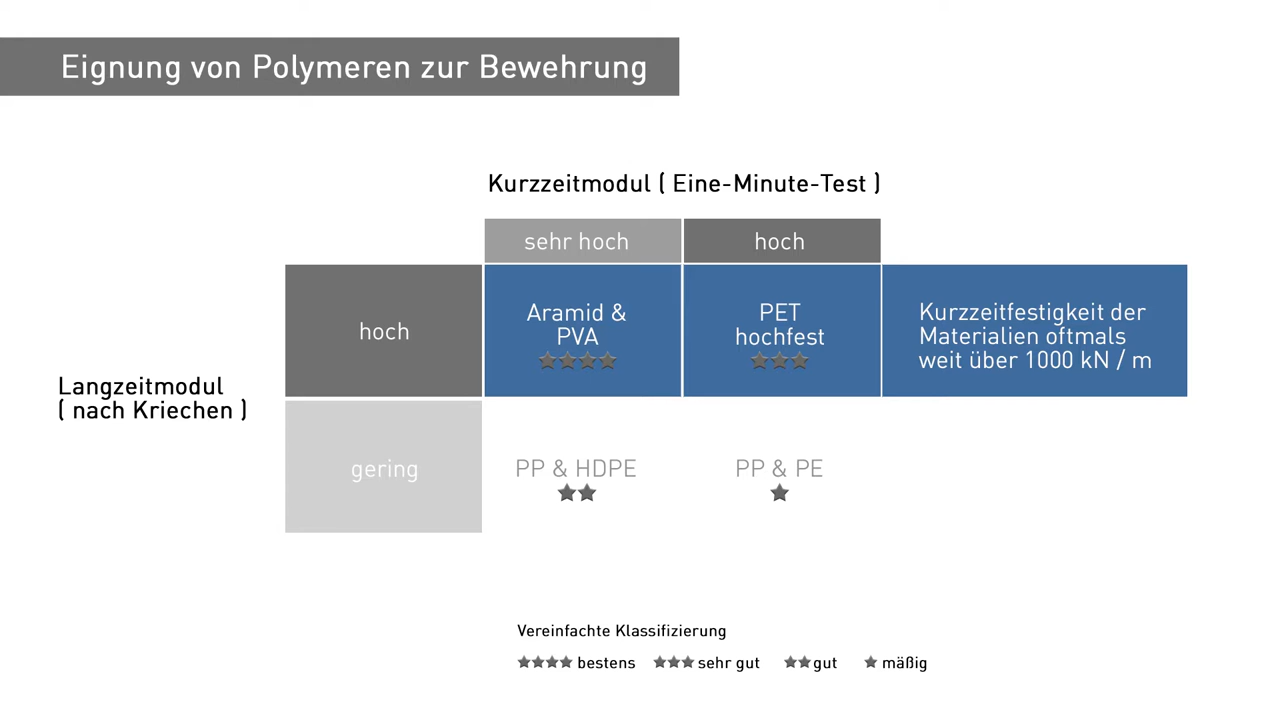 Eignung von Polymeren zur Bewehrung
Kurzzeitmodul ( Eine-Minute-Test )
sehr hoch
hoch
hoch
Aramid &
PVA
★★★★
PET
hochfest
★★★
Kurzzeitfestigkeit der
Materialien oftmals
weit über 1000 kN / m
Langzeitmodul
( nach Kriechen )
gering
PP & HDPE
★★
PP & PE
★
Vereinfachte Klassifizierung
★★★★ bestens ★★★ sehr gut ★★ gut ★ mäßig